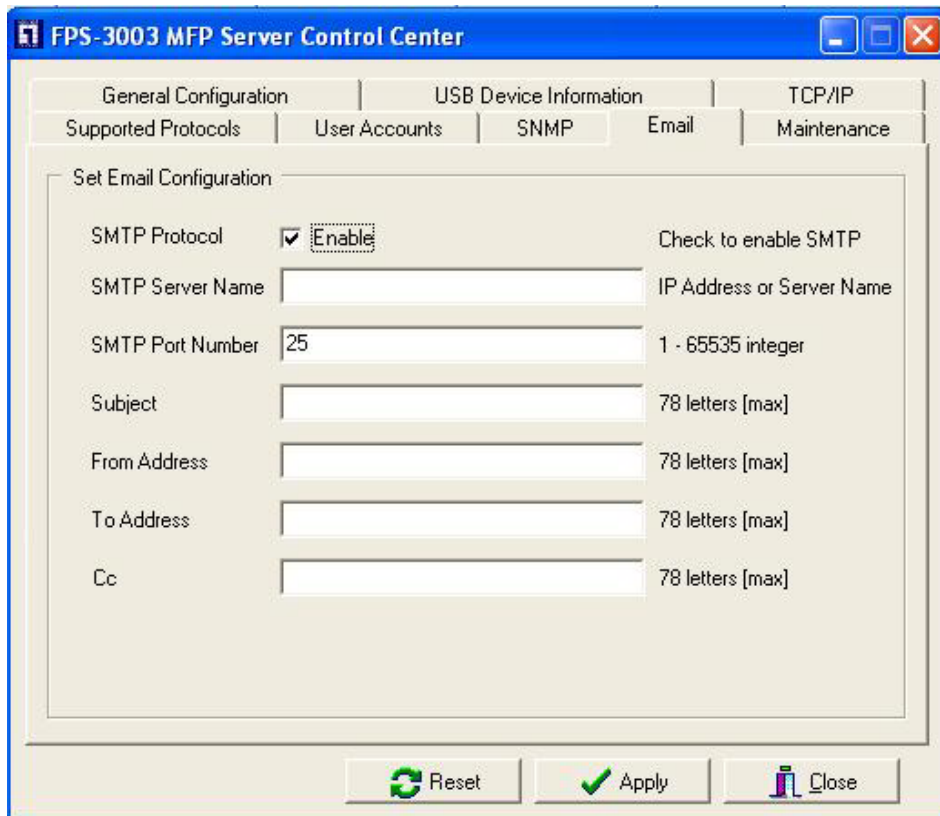 FPS-3003 MFP Server Control Center
General Configuration USB Device Information TCP/IP
Supported Protocols User Accounts SNMP Email Maintenance
Set Email Configuration
SMTP Protocol Enable Check to enable SMTP
SMTP Server Name IP Address or Server Name
SMTP Port Number 25 1 - 65535 integer
Subject 78 letters [max]
From Address 78 letters [max]
To Address 78 letters [max]
Cc 78 letters [max]
Reset Apply Close